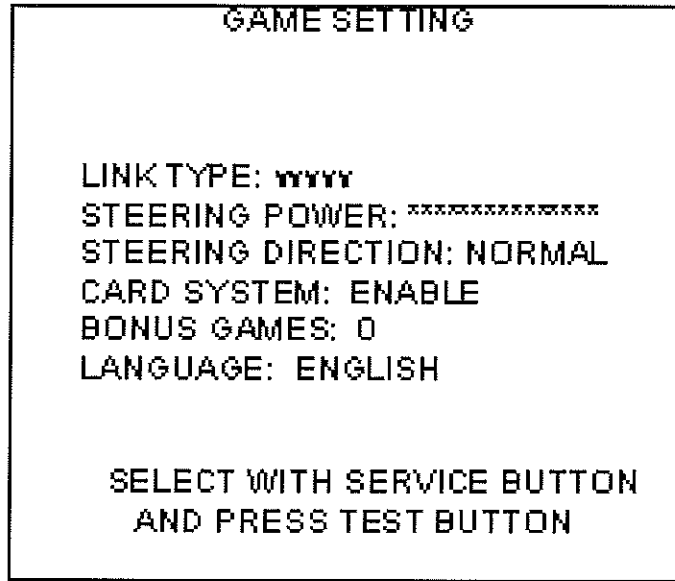 GAME SETTING
LINK TYPE: YYYYY
STEERING POWER:
STEERING DIRECTION: NORMAL
CARD SYSTEM: ENABLE
BONUS GAMES: 0
LANGUAGE: ENGLISH
SELECT WITH SERVICE BUTTON
AND PRESS TEST BUTTON